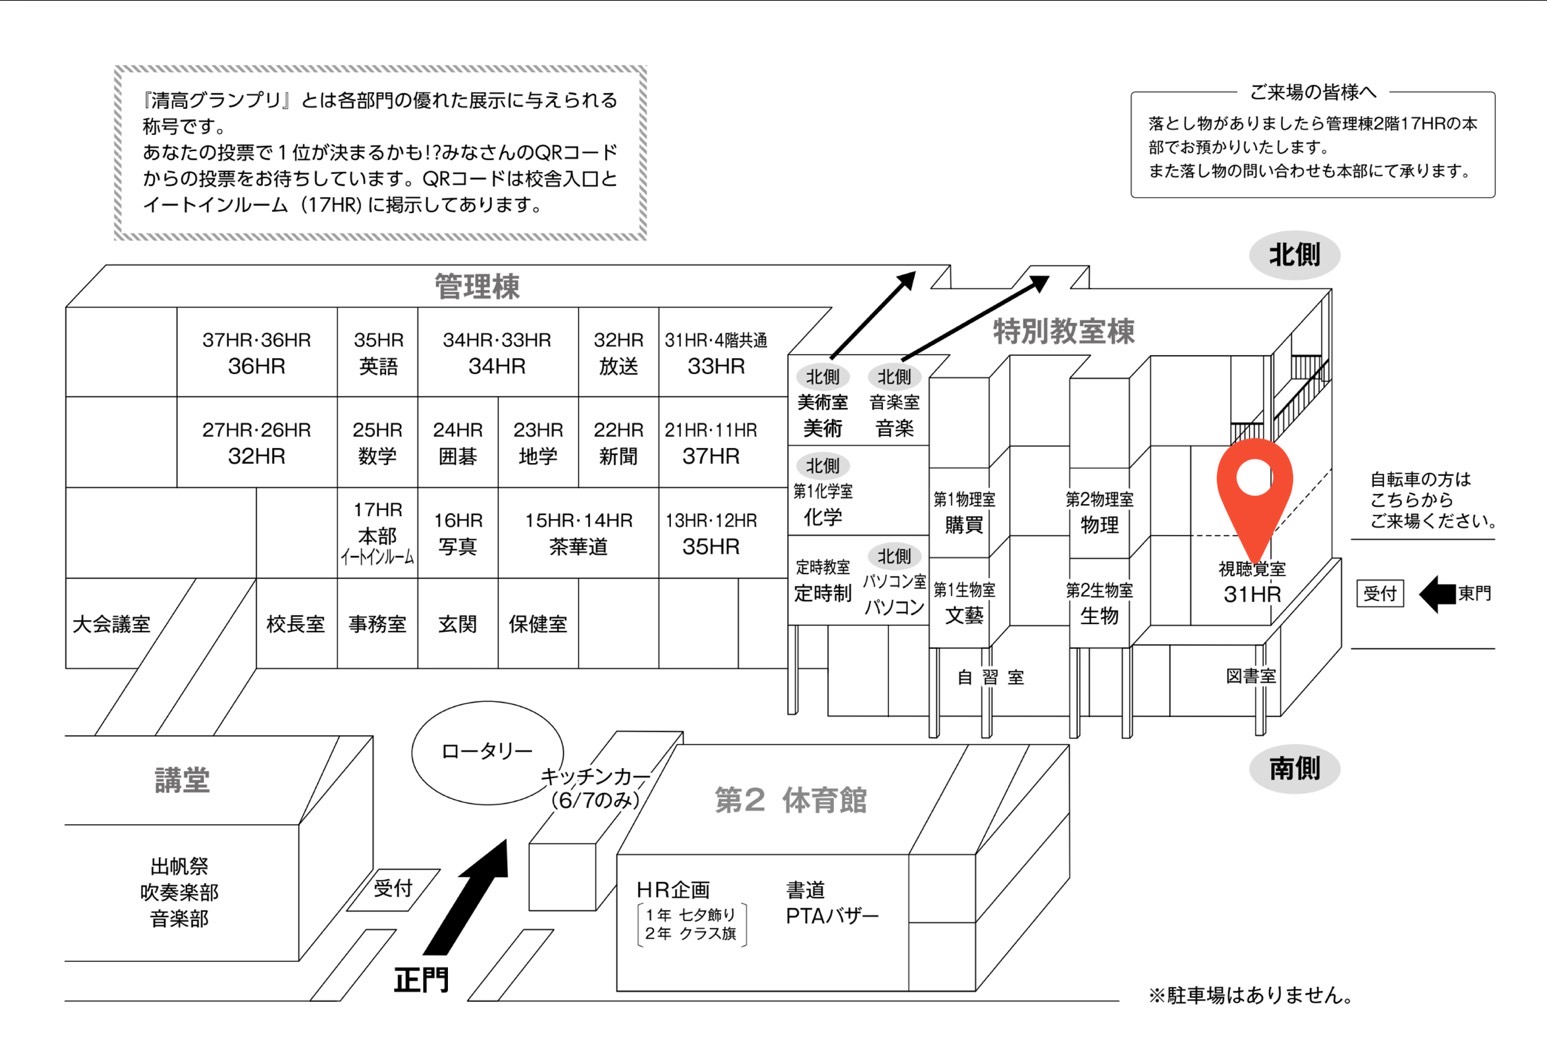 『清高グランプリ』とは各部門の優れた展示に与えられる
称号です。
あなたの投票で1位が決まるかも!?みなさんのQRコード
からの投票をお待ちしています。QRコードは校舎入口と
イートインルーム（17HR)に掲示してあります。
ご来場の皆様へ
落とし物がありましたら管理棟2階17HRの本
部でお預かりいたします。
また落し物の問い合わせも本部にて承ります。
北側
管理棟
特別教室棟
37HR･36HR
36HR
35HR
英語
34HR･33HR
34HR
32HR
放送
31HR･4階共通
33HR
北側
美術室
美術
北側
音楽室
音楽
27HR･26HR
32HR
25HR
数学
24HR
囲碁
23HR
地学
22HR
新聞
21HR･11HR
37HR
北側
第1化学室
化学
第1物理室
購買
第2物理室
物理
自転車の方は
こちらから
ご来場ください。
17HR
本部
イートインルーム
16HR
写真
15HR･14HR
茶華道
13HR･12HR
35HR
定時教室
定時制
北側
パソコン室
パソコン
第1生物室
文藝
第2生物室
生物
視聴覚室
31HR
受付
東門
大会議室
校長室
事務室
玄関
保健室
自習室
図書室
南側
講堂
ロータリー
キッチンカー
(6/7のみ)
第2 体育館
出帆祭
吹奏楽部
音楽部
受付
正門
HR企画
1年 七夕飾り
2年 クラス旗
書道
PTAバザー
※駐車場はありません。